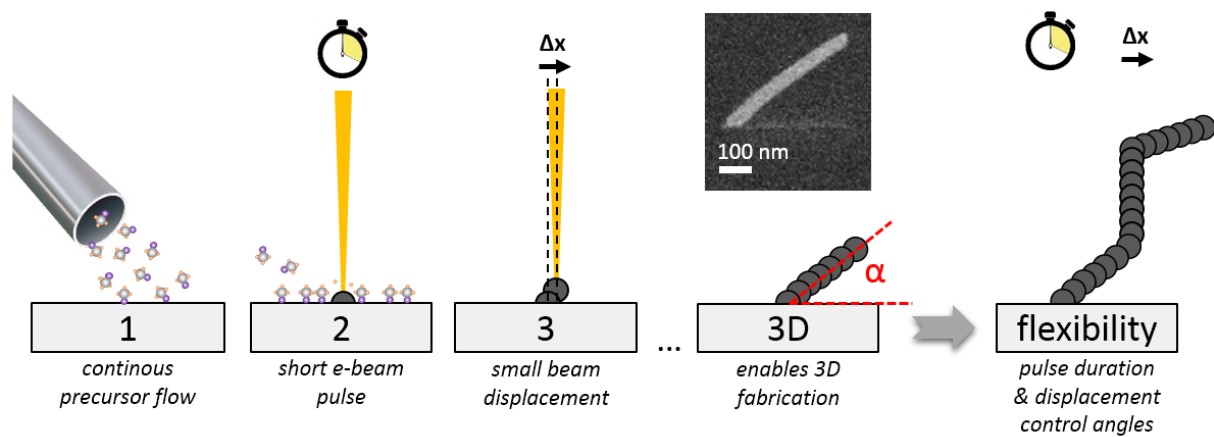 Δx
Δx
100 nm
α
1
2
3
...
3D
flexibility
continous
precursor flow
short e-beam
pulse
small beam
displacement
enables 3D
fabrication
pulse duration
& displacement
control angles